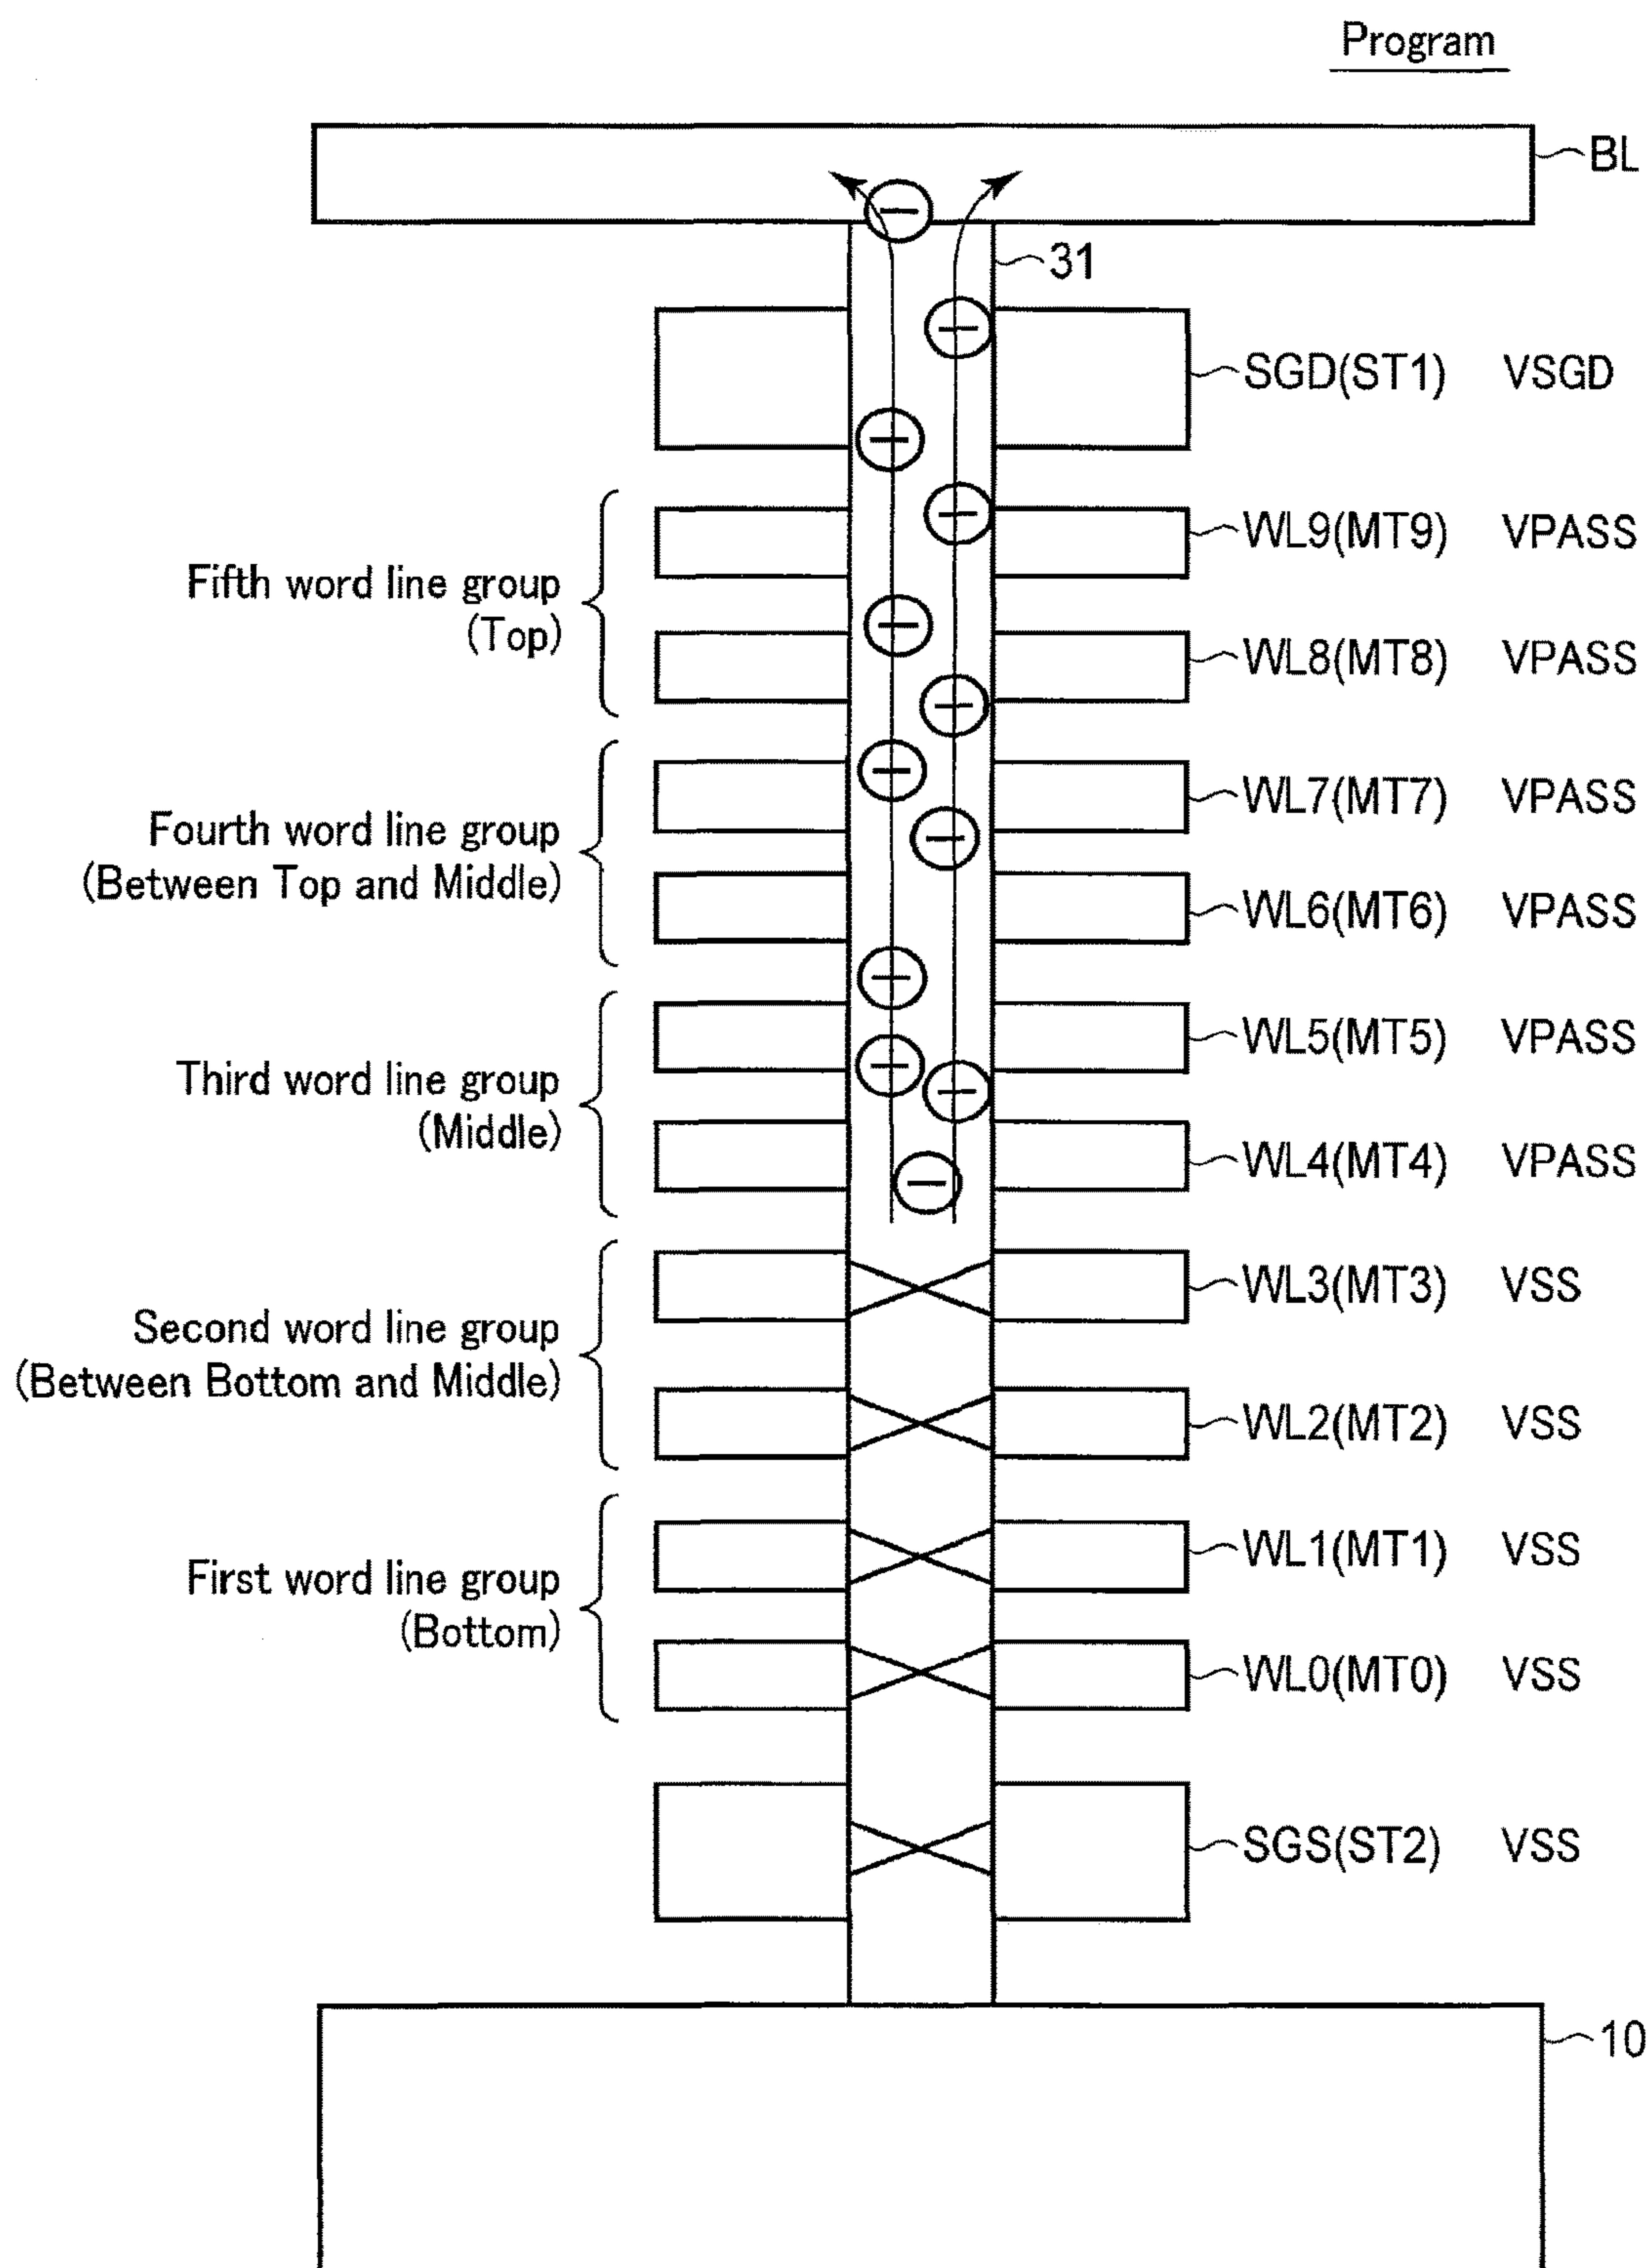 Program
BL
31
SGD(ST1) VSGD
WL9(MT9) VPASS
Fifth word line group
(Top)
WL8(MT8) VPASS
WL7(MT7) VPASS
Fourth word line group
(Between Top and Middle)
WL6(MT6) VPASS
WL5(MT5) VPASS
Third word line group
(Middle)
WL4(MT4) VPASS
WL3(MT3) VSS
Second word line group
(Between Bottom and Middle)
WL2(MT2) VSS
WL1(MT1) VSS
First word line group
(Bottom)
WL0(MT0) VSS
SGS(ST2) VSS
10